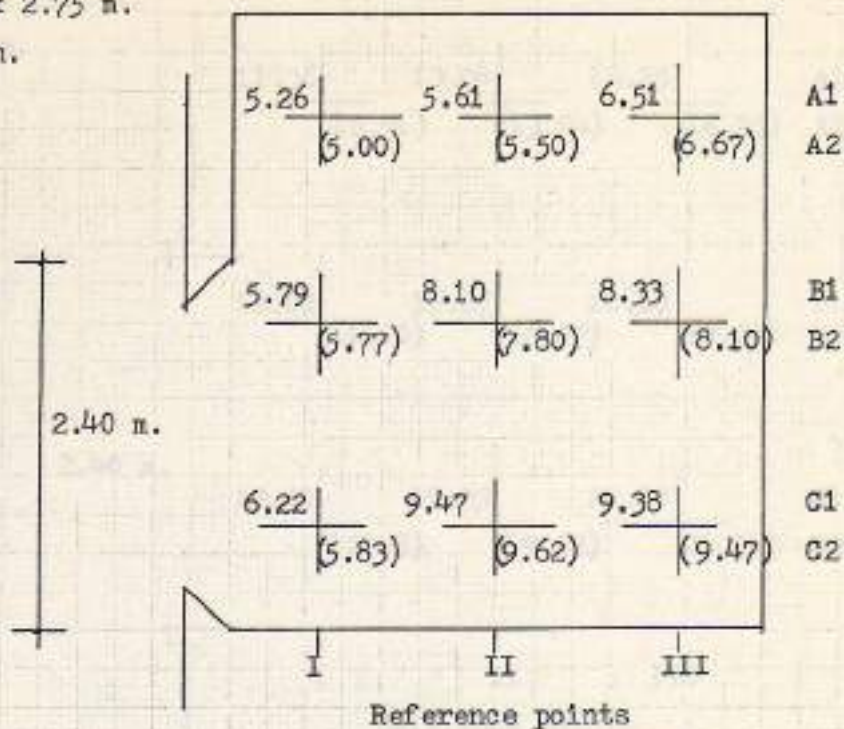 2.75 m.
m.
5.26 5.61 6.51 A1
(5.00) (5.50) (6.67) A2
5.79 8.10 8.33 B1
(5.77) (7.80) (8.10) B2
2.40 m.
6.22 9.47 9.38 C1
(5.83) (9.62) (9.47) C2
I II III
Reference points